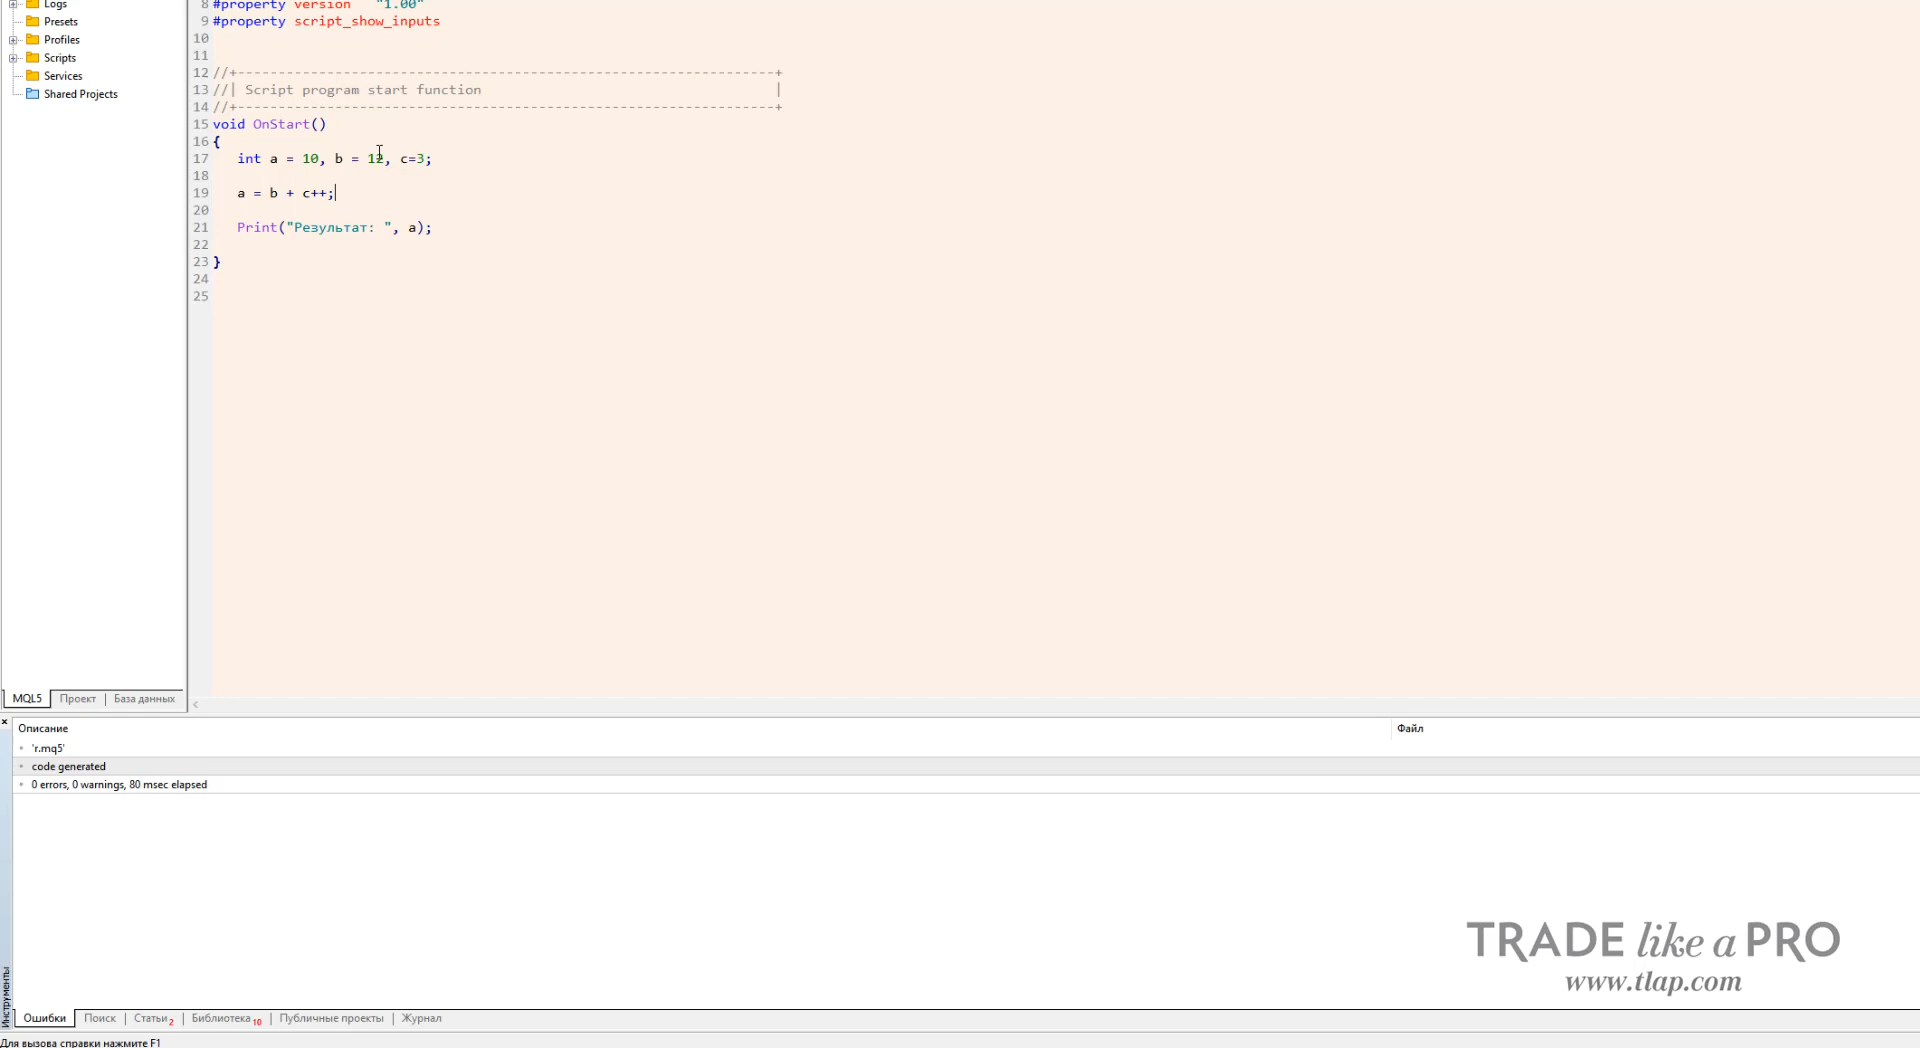 Logs
Presets
Profiles
Scripts
Services
Shared Projects
8 #property version "1.00"
9 #property script_show_inputs
10
11
12 //+------------------------------------------------------------------+
13 //| Script program start function |
14 //+------------------------------------------------------------------+
15 void OnStart()
16 {
17 int a = 10, b = 12, c=3;
18
19 a = b + c++;
20
21 Print("Результат: ", a);
22
23 }
24
25
MQL5 | Проект | База данных
Описание Файл
'r.mq5'
code generated
0 errors, 0 warnings, 80 msec elapsed
TRADE like a PRO
www.tlap.com
Инструменты
Ошибки | Поиск | Статьи 2 | Библиотека 10 | Публичные проекты | Журнал
Для вызова справки нажмите F1